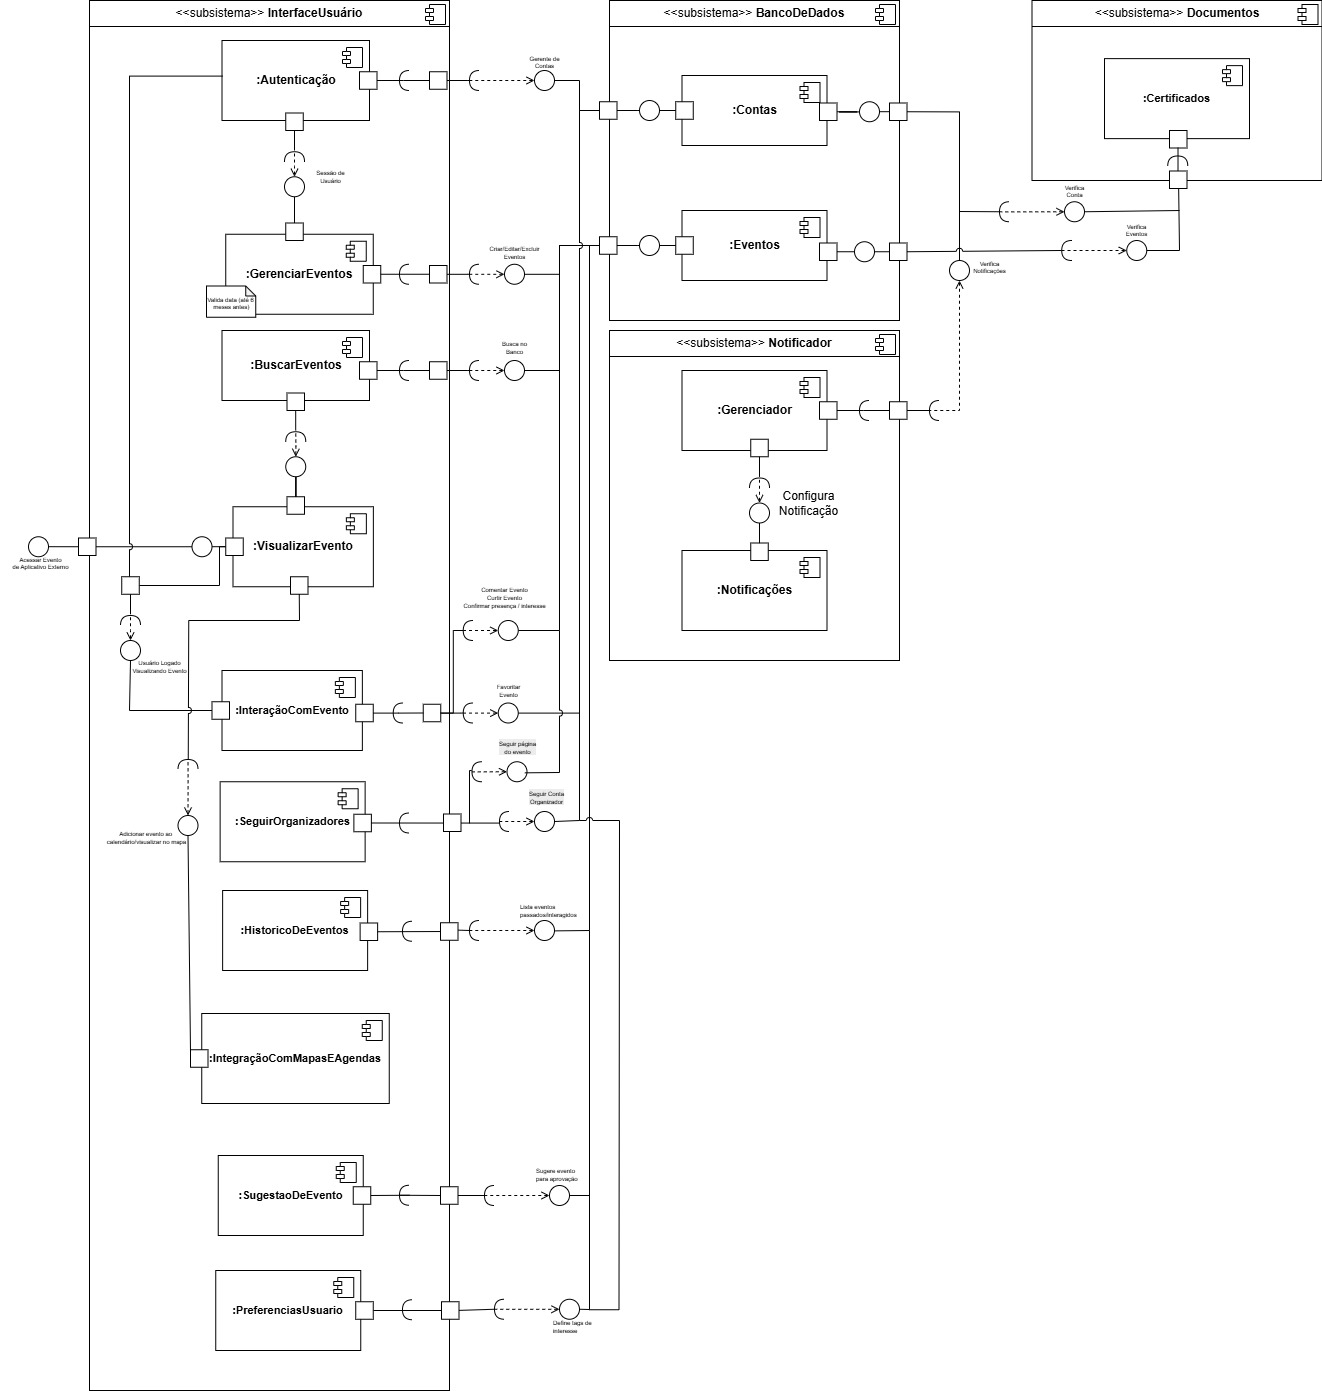 <<subsistema>> InterfaceUsuário
<<subsistema>> BancoDeDados
<<subsistema>> Documentos
:Autenticação
Gerente de
Contas
:Contas
:Certificados
Sessão de
Usuário
Verifica
Conta
:GerenciarEventos
Valida data (até 6
meses antes)
Criar/Editar/Excluir
Eventos
:Eventos
Verifica
Eventos
Verifica
Notificações
:BuscarEventos
Busca no
Banco
<<subsistema>> Notificador
:Gerenciador
Configura
Notificação
:Notificações
:VisualizarEvento
Acessar Evento
de Aplicativo Externo
Comentar Evento
Curtir Evento
Confirmar presença / interesse
Usuário Logado
Visualizando Evento
:InteraçãoComEvento
Favoritar
Evento
Seguir página
do evento
:SeguirOrganizadores
Seguir Conta
Organizador
Adicionar evento ao
calendário/visualizar no mapa
:HistoricoDeEventos
Lista eventos
passados/interagidos
:IntegraçãoComMapasEAgendas
:SugestaoDeEvento
Sugere evento
para aprovação
:PreferenciasUsuario
Define tags de
interesse